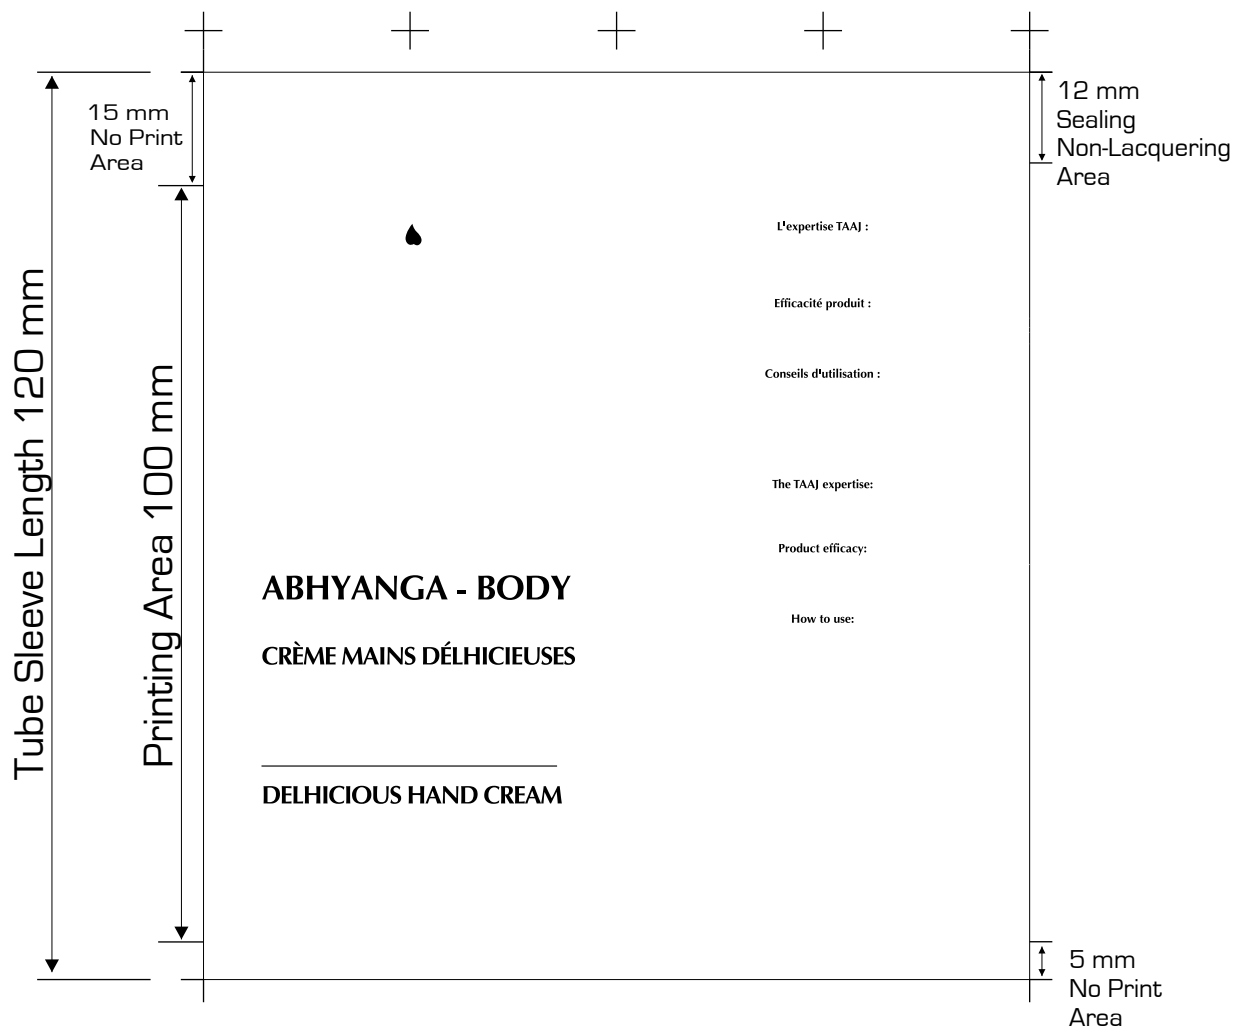 15 mm
No Print
Area
12 mm
Sealing
Non-Lacquering
Area
Tube Sleeve Length 120 mm
Printing Area 100 mm
L'expertise TAAJ :
Efficacité produit :
Conseils d'utilisation :
The TAAJ expertise:
Product efficacy:
How to use:
ABHYANGA - BODY
CRÈME MAINS DÉLHICIEUSES
DELHICIOUS HAND CREAM
5 mm
No Print
Area